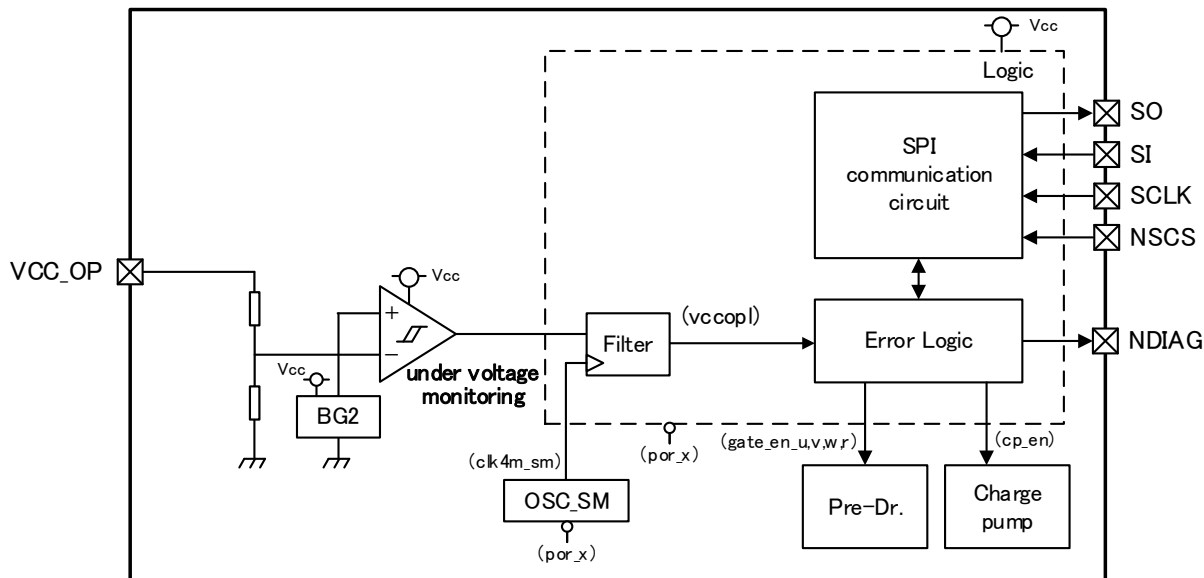 Vcc
Logic
SO
SPI
communication
circuit
SI
SCLK
NSCS
VCC_OP
Vcc
+
−
(vccopl)
Filter
Error Logic
NDIAG
under voltage
monitoring
Vcc
BG2
(clk4m_sm)
(por_x)
(gate_en_u,v,w,r)
(cp_en)
OSC_SM
(por_x)
Pre-Dr.
Charge
pump